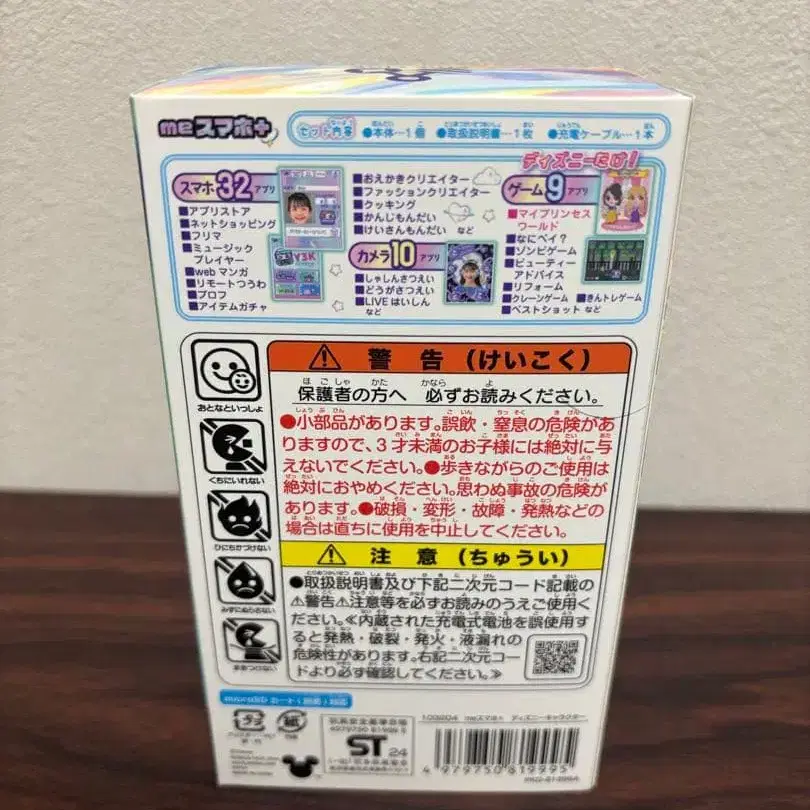 meスマホ+
セット内容 ●本体…1個 ●取扱説明書…1枚 ●充電ケーブル…1本
スマホ32アプリ
■アプリストア
■ネットショッピング
■フリマ
■ミュージック
プレイヤー
■webマンガ
■リモートつうわ
■プロフ
■アイテムガチャ
Y3K
■おえかきクリエイター
■ファッションクリエイター
■クッキング
■かんじもんだい
■けいさんもんだい など
カメラ10アプリ
■しゃしんさつえい
■どうがさつえい
■LIVEはいしん
など
ディズニーだけ!
ゲーム9アプリ
■マイプリンセス
ワールド
■なにペイ?
■ゾンビゲーム
■ビューティー
アドバイス
■リフォーム
■クレーンゲーム ■きんトレゲーム
■ベストショット など
おとなといっしょ
くちにいれない
ひにちかづけない
みずにぬらさない
⚠ 警告(けいこく)
保護者の方へ 必ずお読みください。
●小部品があります。誤飲・窒息の危険が
ありますので、3才未満のお子様には絶対に与
えないでください。●歩きながらのご使用は
絶対におやめください。思わぬ事故の危険が
あります。●破損・変形・故障・発熱などの
場合は直ちに使用を中止してください。
⚠ 注意(ちゅうい)
●取扱説明書及び下記二次元コード記載の
⚠警告⚠注意等を必ずお読みのうえご使用く
ださい。≪内蔵された充電式電池を誤使用す
ると発熱・破裂・発火・液漏れの
危険性があります。右記二次元コー
ドより必ず確認してください。≫
プラ
紙
ST 24
meスマホ+ ディズニーキャラクター
4 979750 819995